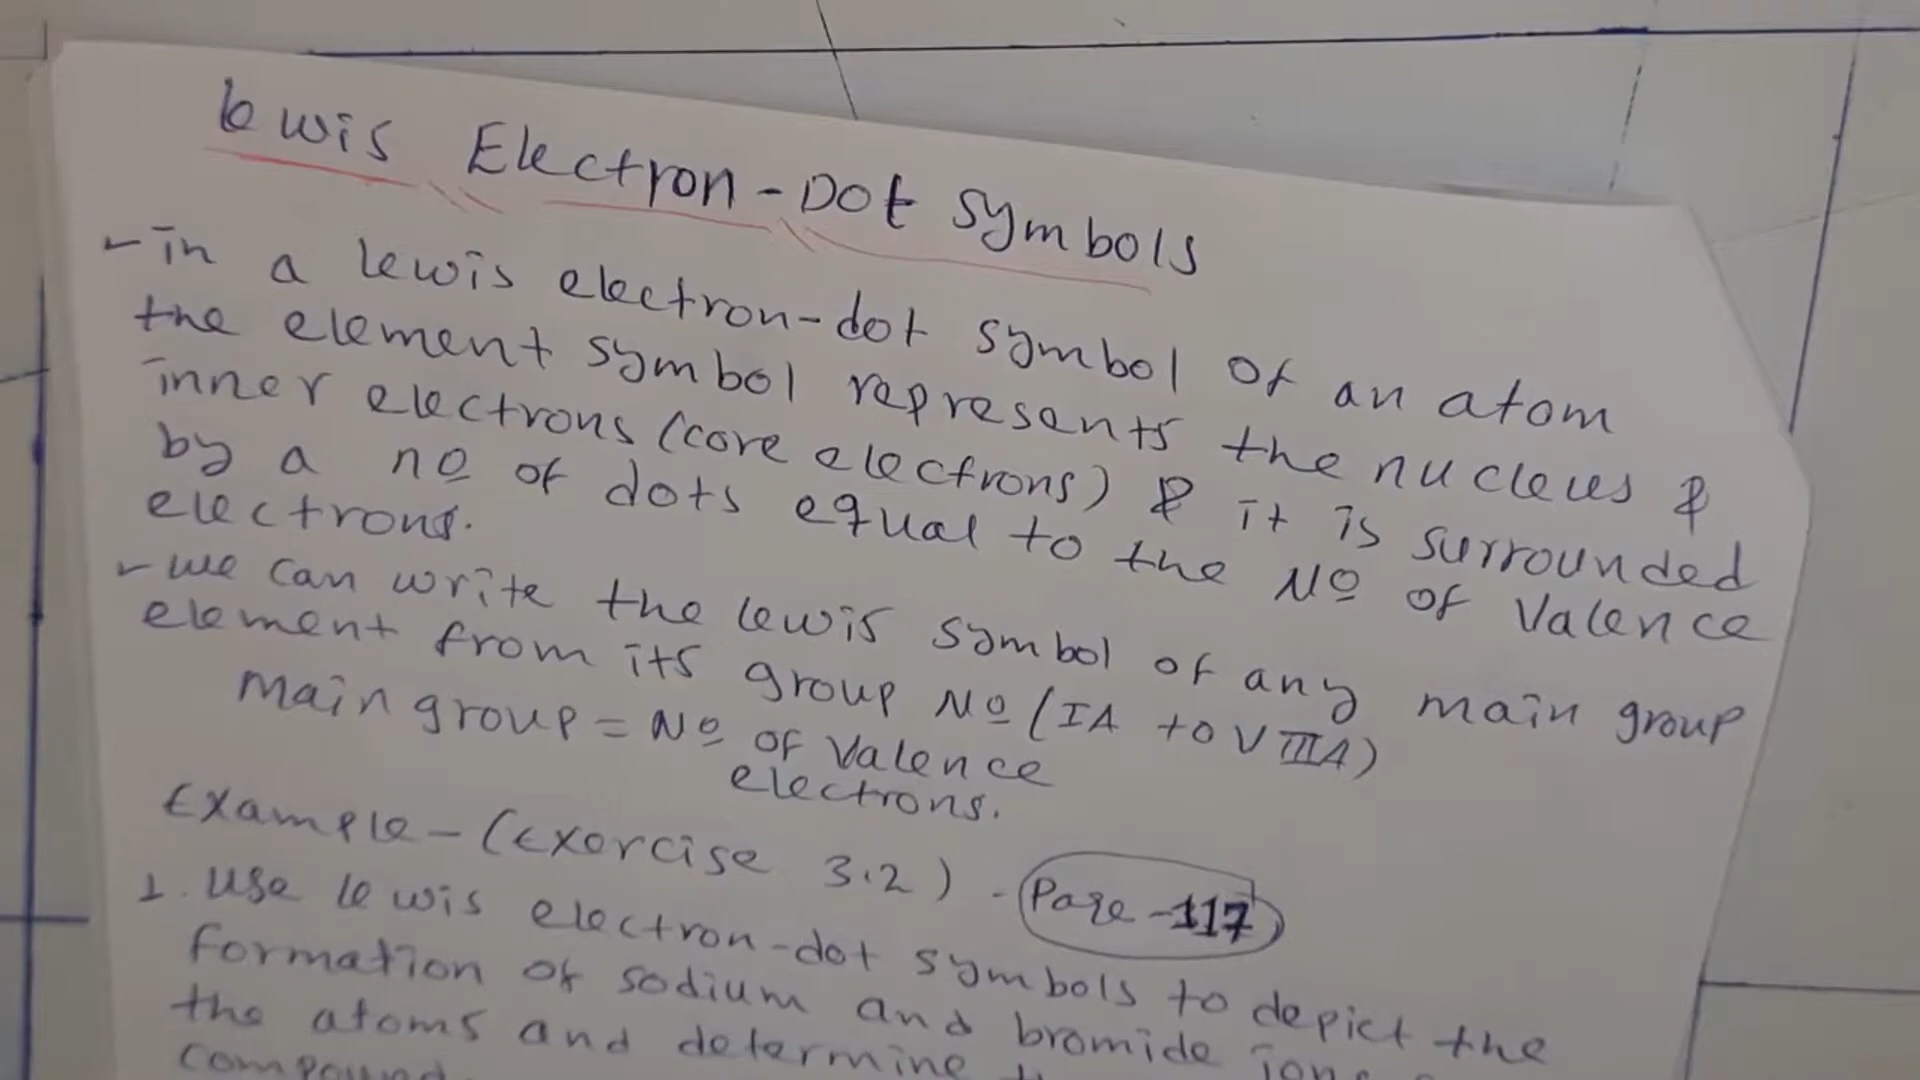 Lewis Electron-Dot Symbols
- in a lewis electron-dot symbol of an atom
the element symbol represents the nucleus &
inner electrons (core electrons) & it is surrounded
by a no of dots equal to the No of valence
electrons.
- we can write the lewis symbol of any main group
element from its group No (IA to VIIIA)
main group = No of valence
electrons.
Example - (Exercise 3.2) - Page -117
1. Use lewis electron-dot symbols to depict the
formation of sodium and bromide ions
the atoms and determine
compound